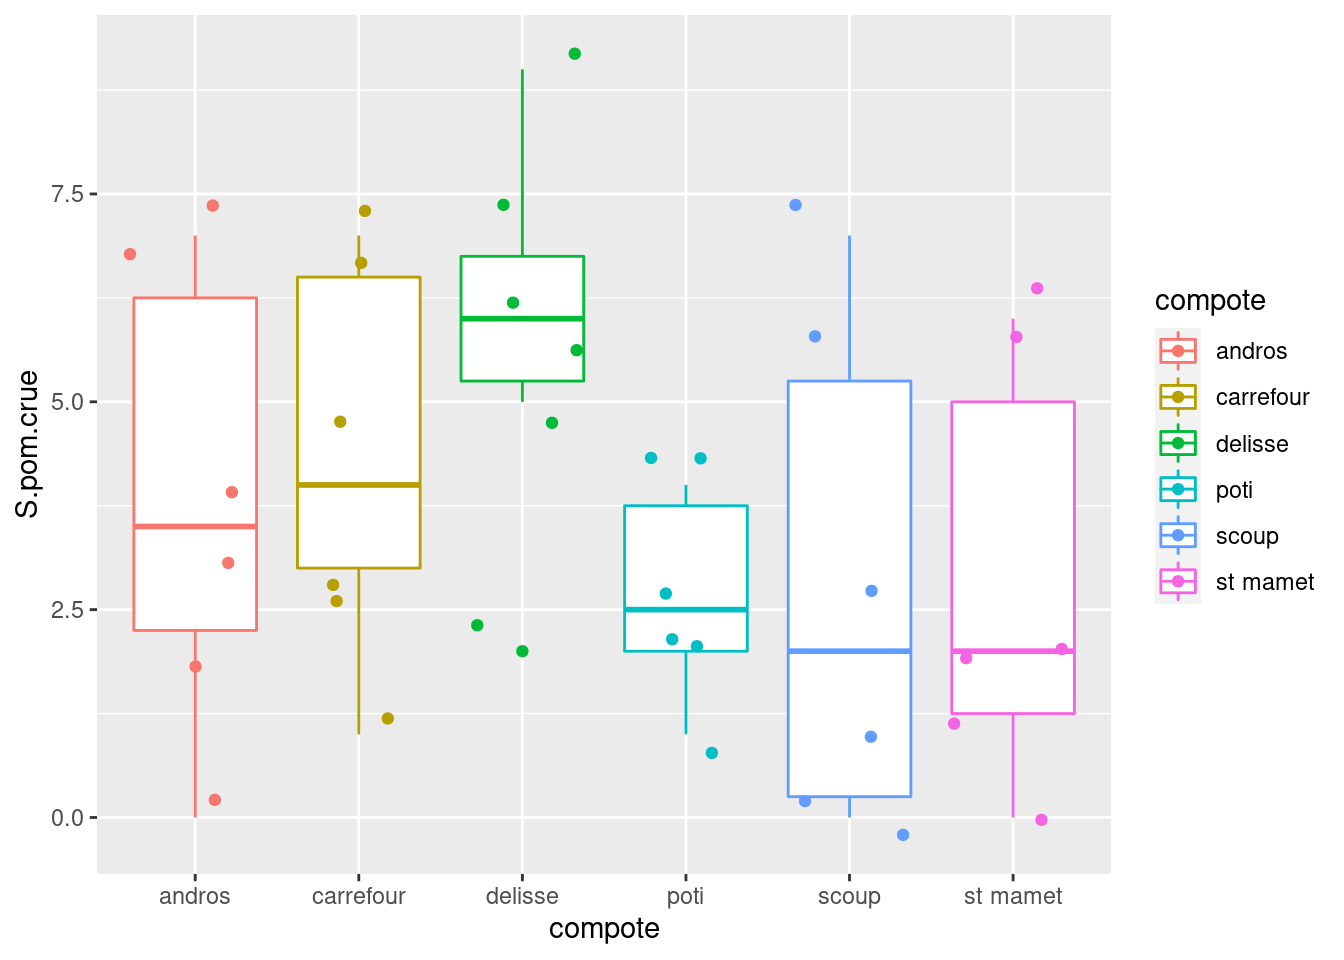 S.pom.crue
7.5
5.0
2.5
0.0
andros
carrefour
delisse
poti
scoup
st mamet
compote
compote
andros
carrefour
delisse
poti
scoup
st mamet